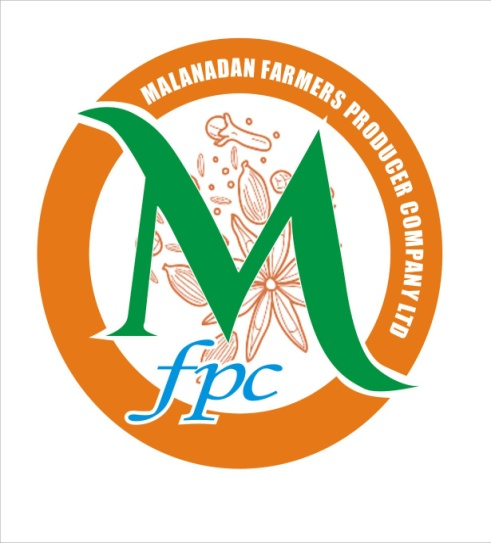 MALANADAN FARMERS PRODUCER COMPANY LTD
M
fpc